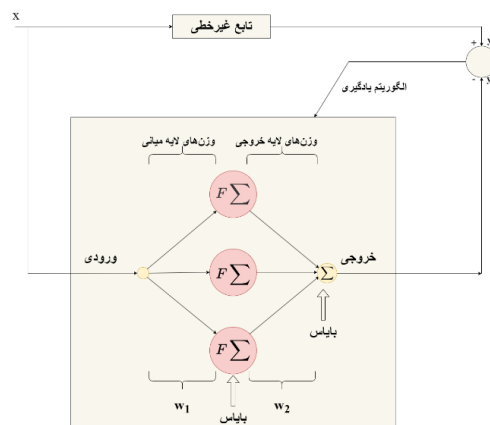 x
تابع غیرخطی
+
y
-
y
الگوریتم یادگیری
وزن‌های لایه میانی
وزن‌های لایه خروجی
F∑
ورودی
F∑
∑
خروجی
F∑
بایاس
w₁
w₂
بایاس